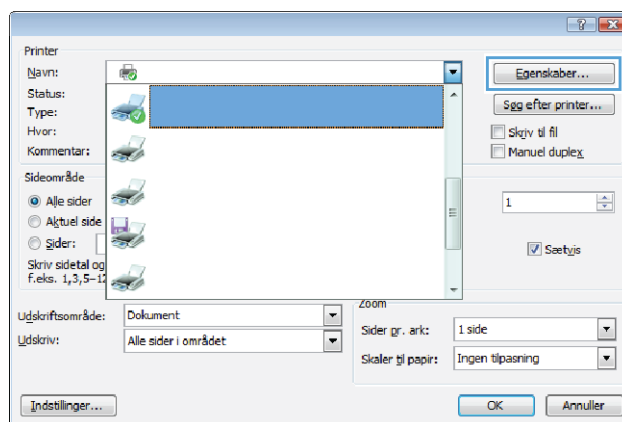 Printer
Navn:
Egenskaber...
Status:
Type:
Søg efter printer...
Hvor:
Skriv til fil
Kommentar:
Manuel duplex
Sideområde
Alle sider
1
Aktuel side
Sider:
Sætvis
Skriv sidetal og
f.eks. 1,3,5-12
Zoom
Udskriftsområde:
Dokument
Sider pr. ark:
1 side
Udskriv:
Alle sider i området
Skaler til papir:
Ingen tilpasning
Indstillinger...
OK
Annuller